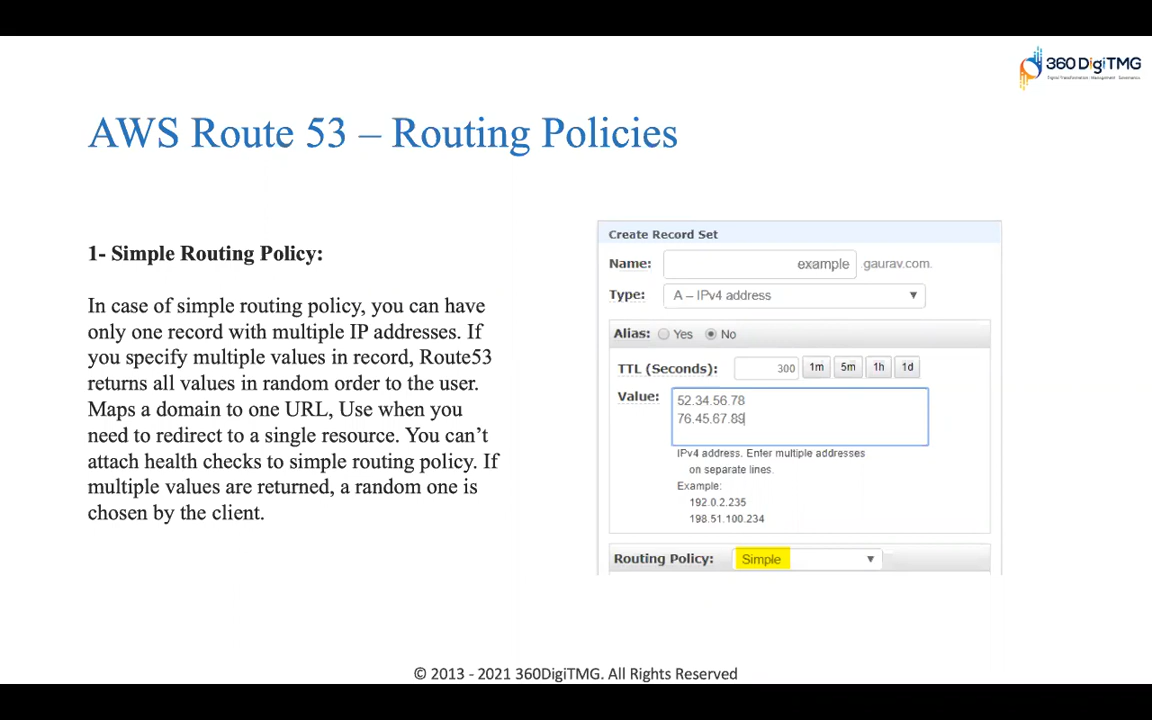 360DigiTMG
AWS Route 53 – Routing Policies
1- Simple Routing Policy:
In case of simple routing policy, you can have
only one record with multiple IP addresses. If
you specify multiple values in record, Route53
returns all values in random order to the user.
Maps a domain to one URL, Use when you
need to redirect to a single resource. You can’t
attach health checks to simple routing policy. If
multiple values are returned, a random one is
chosen by the client.
Create Record Set
Name: example .gaurav.com.
Type: A – IPv4 address
Alias: Yes No
TTL (Seconds): 300 1m 5m 1h 1d
Value: 52.34.56.78
76.45.67.89
IPv4 address. Enter multiple addresses
on separate lines.
Example:
192.0.2.235
198.51.100.234
Routing Policy: Simple
© 2013 - 2021 360DigiTMG. All Rights Reserved